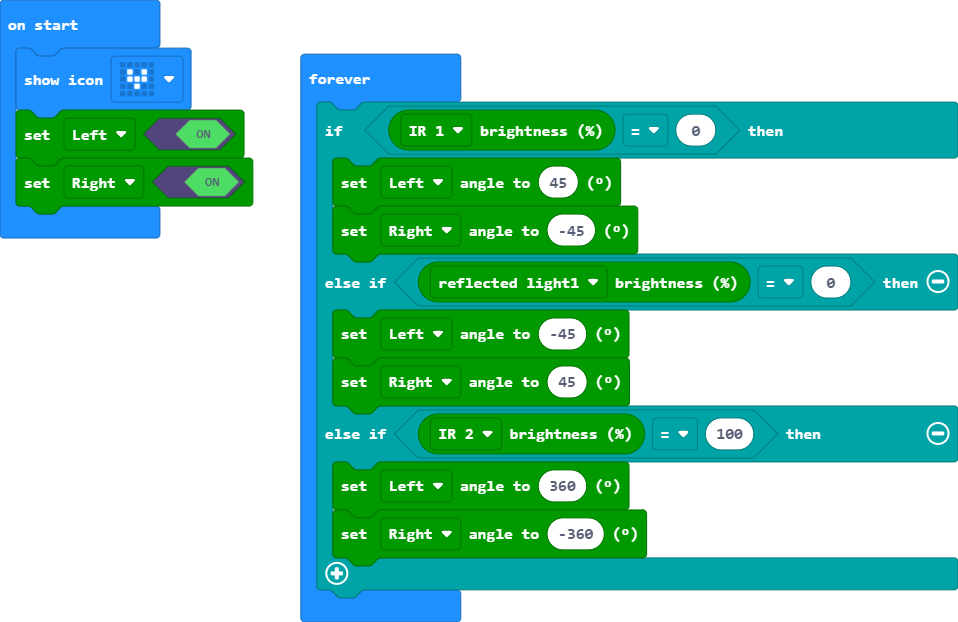 on start
show icon
set Left ON
set Right ON
forever
if IR 1 brightness (%) = 0 then
set Left angle to 45 (º)
set Right angle to -45 (º)
else if reflected light1 brightness (%) = 0 then
set Left angle to -45 (º)
set Right angle to 45 (º)
else if IR 2 brightness (%) = 100 then
set Left angle to 360 (º)
set Right angle to -360 (º)